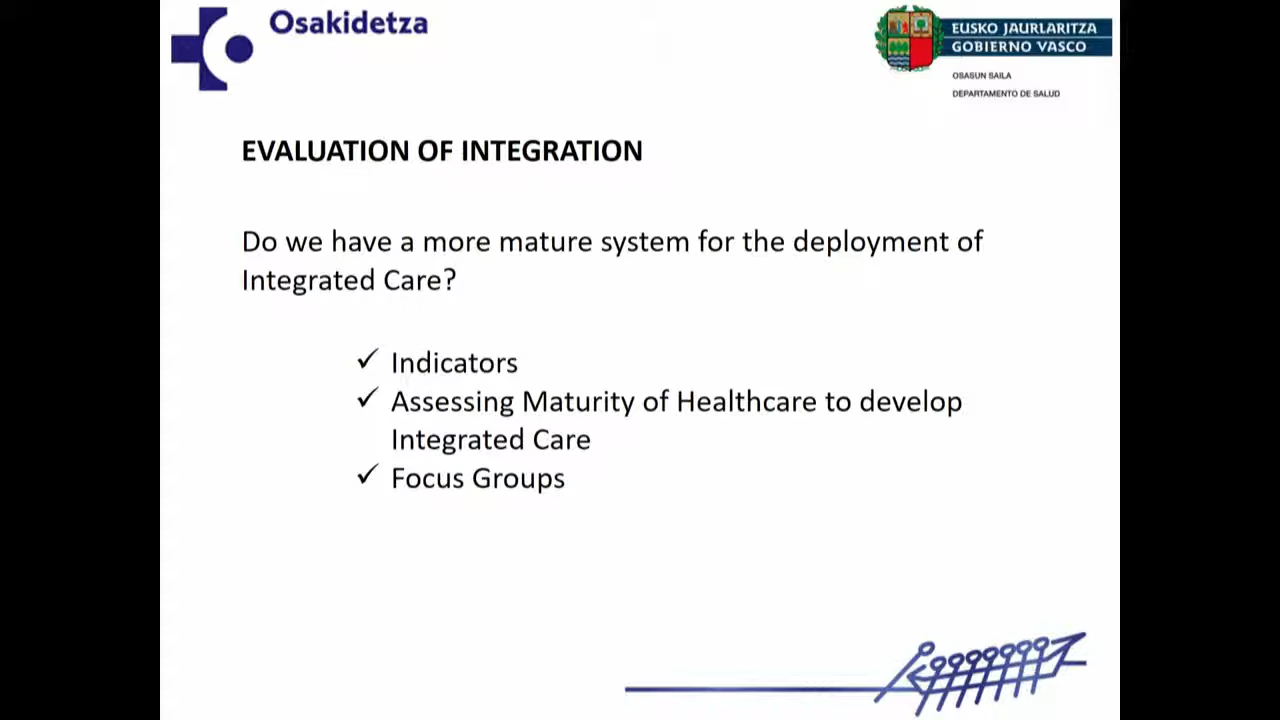 Osakidetza
EUSKO JAURLARITZA
GOBIERNO VASCO
OSASUN SAILA
DEPARTAMENTO DE SALUD
EVALUATION OF INTEGRATION
Do we have a more mature system for the deployment of
Integrated Care?
✓ Indicators
✓ Assessing Maturity of Healthcare to develop
Integrated Care
✓ Focus Groups